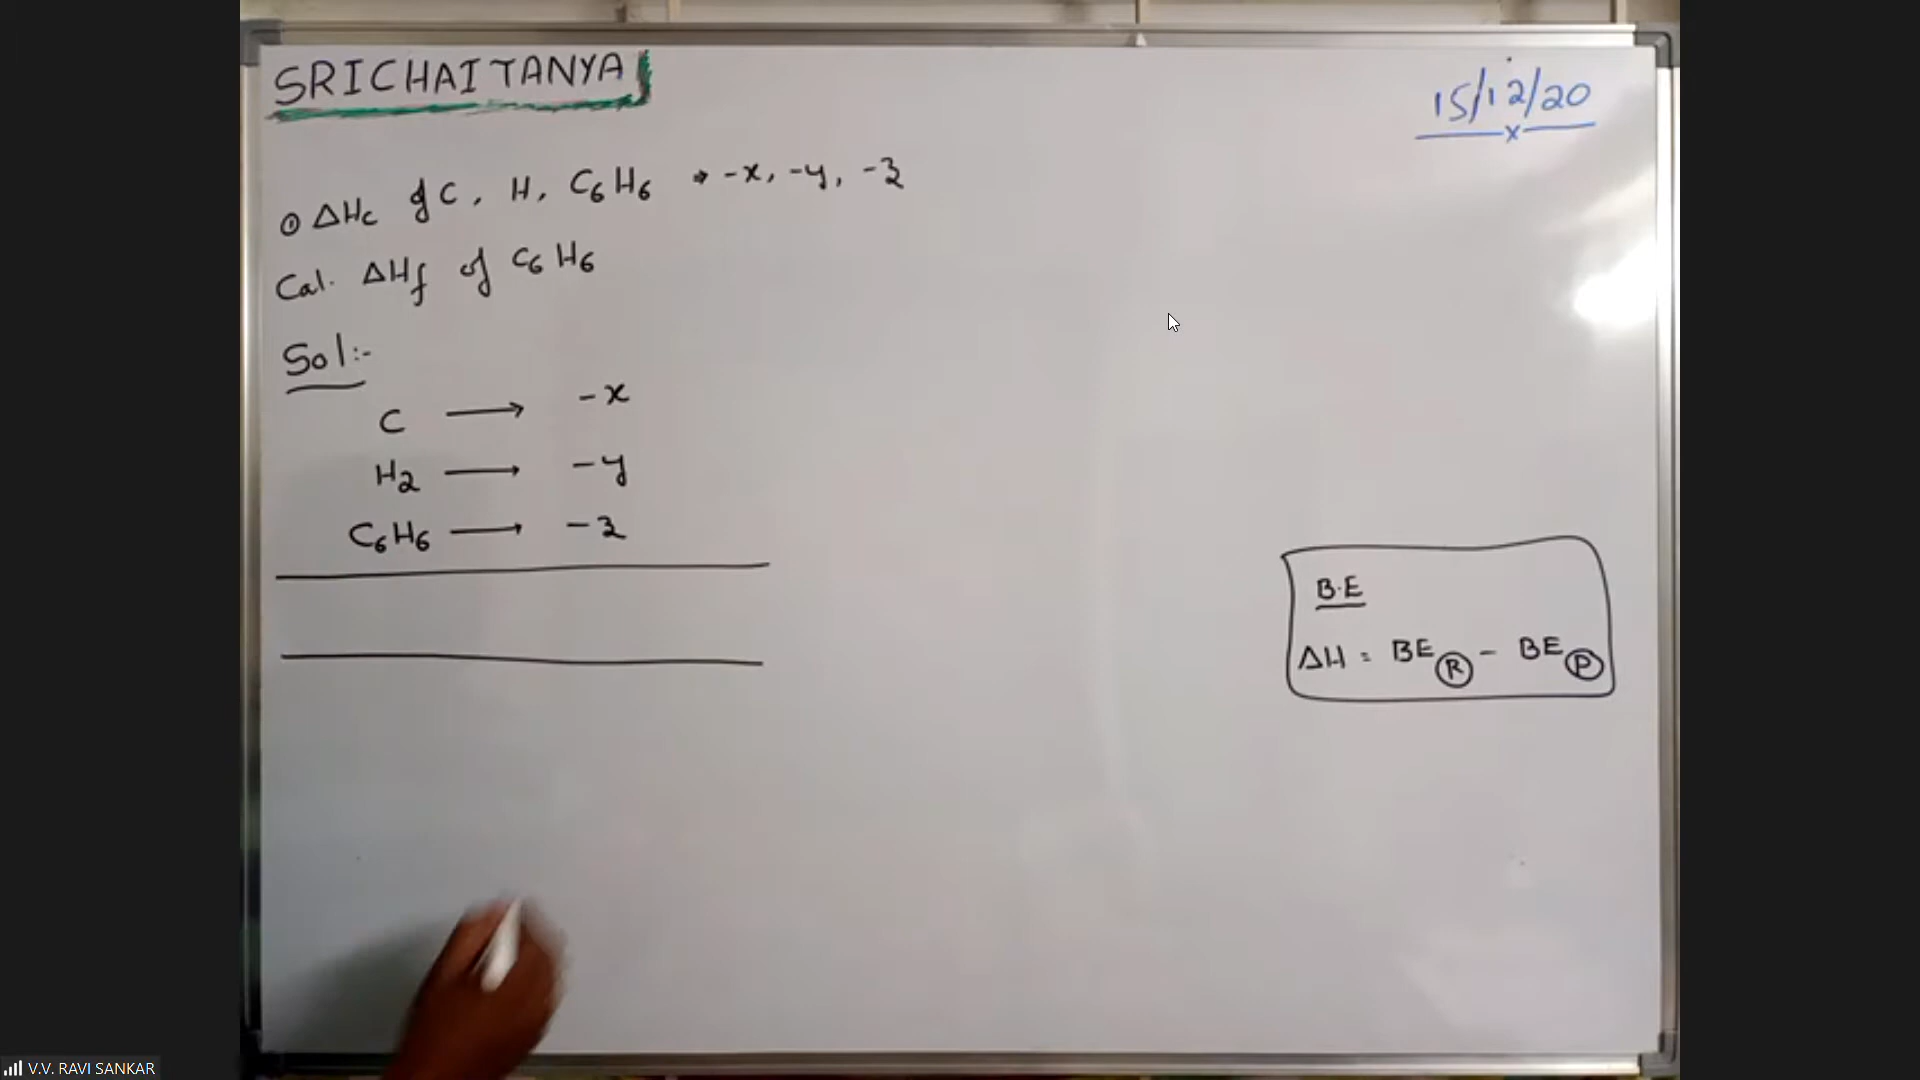 SRICHAITANYA
15/12/20
① ΔHc of C, H, C6H6 → -x, -y, -z
Cal. ΔHf of C6H6
Sol:-
C → -x
H2 → -y
C6H6 → -z
B.E
ΔH = BE Ⓡ - BE Ⓟ
V.V. RAVI SANKAR